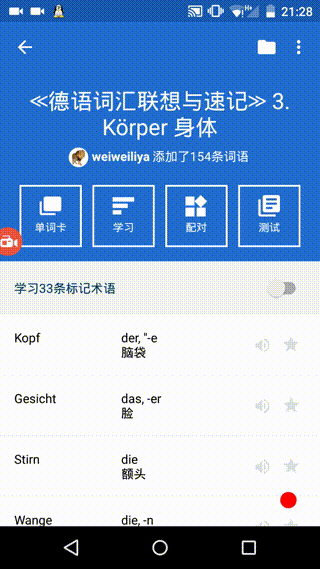 21:28
≪德语词汇联想与速记≫ 3.
Körper 身体
weiweiliya 添加了154条词语
单词卡 学习 配对 测试
学习33条标记术语
Kopf der, "-e
脑袋
Gesicht das, -er
脸
Stirn die
额头
Wange die, -n